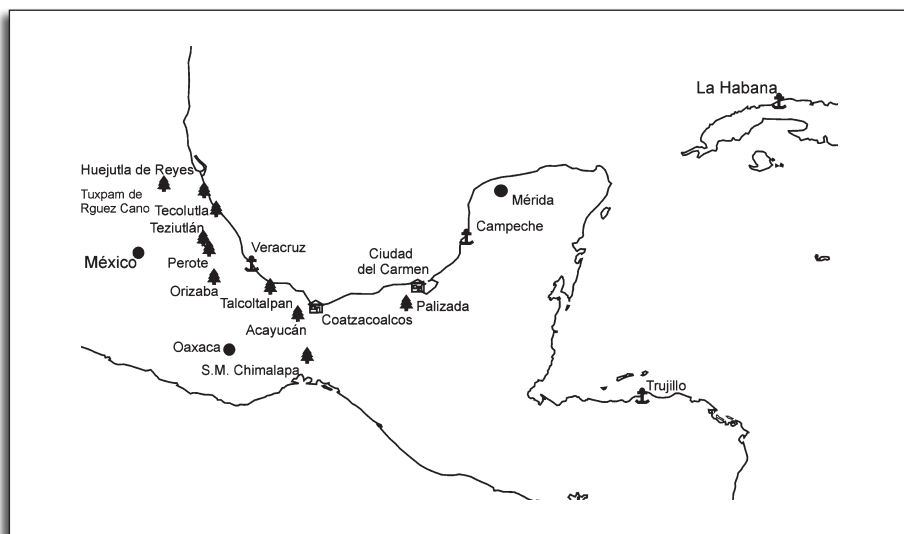 La Habana
Huejutla de Reyes
Tuxpam de
Rguez Cano
Tecolutla
Teziutlán
México
Perote
Orizaba
Veracruz
Talcoltalpan
Acayucán
Oaxaca
S.M. Chimalapa
Coatzacoalcos
Ciudad
del Carmen
Palizada
Campeche
Mérida
Trujillo